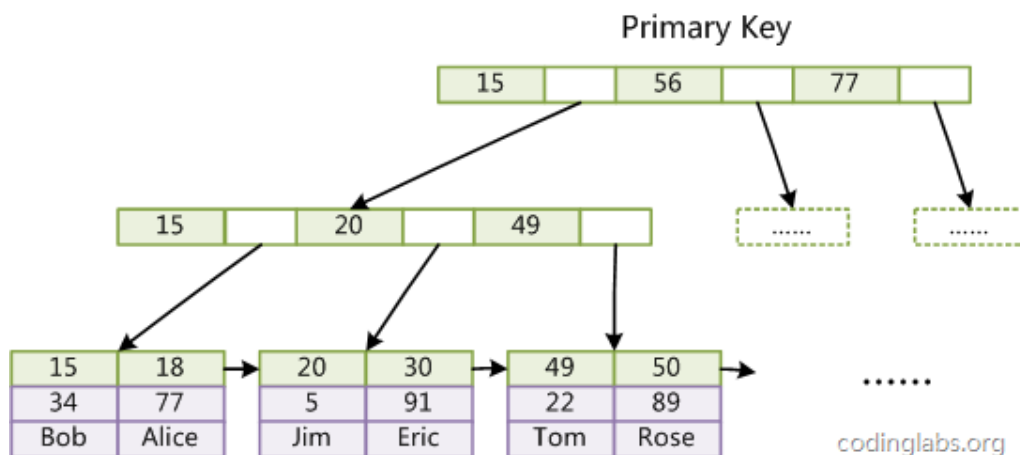 Primary Key
15 56 77
15 20 49
...... ......
15 18 20 30 49 50
34 77 5 91 22 89
Bob Alice Jim Eric Tom Rose
......
codinglabs.org